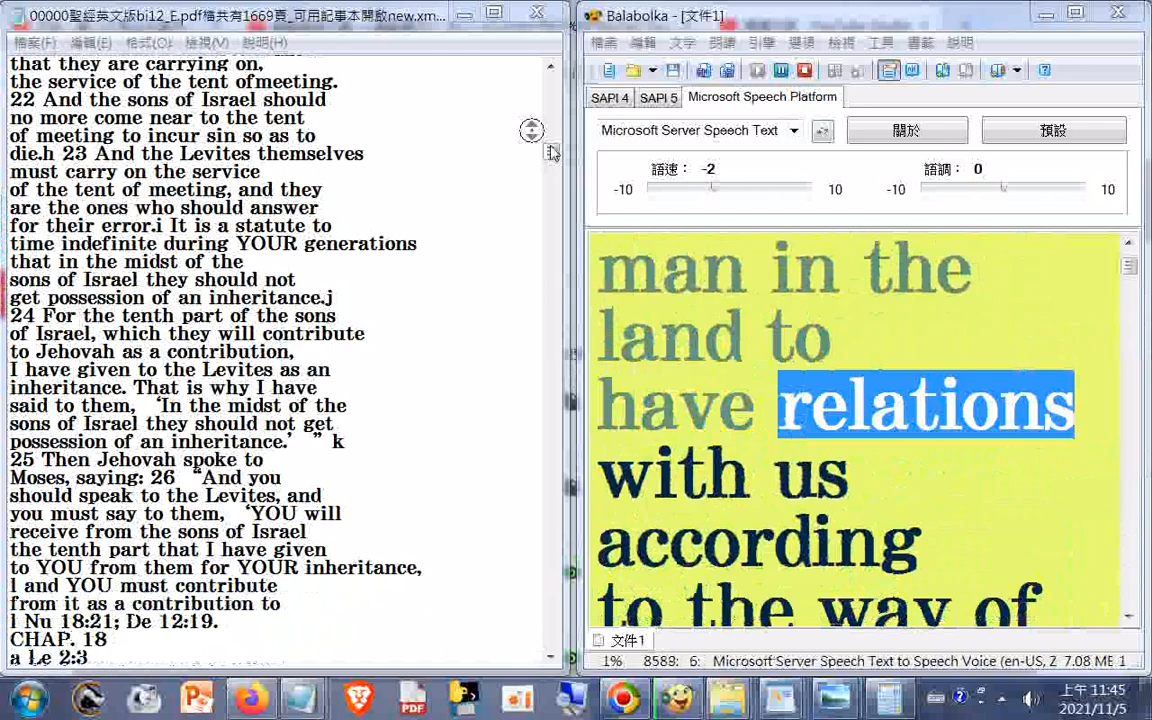 00000聖經英文版bi12_E.pdf檔共有1669頁_可用記事本開啟new.xm...
檔案(F) 編輯(E) 格式(O) 檢視(V) 說明(H)
that they are carrying on,
the service of the tent ofmeeting.
22 And the sons of Israel should
no more come near to the tent
of meeting to incur sin so as to
die.h 23 And the Levites themselves
must carry on the service
of the tent of meeting, and they
are the ones who should answer
for their error.i It is a statute to
time indefinite during YOUR generations
that in the midst of the
sons of Israel they should not
get possession of an inheritance.j
24 For the tenth part of the sons
of Israel, which they will contribute
to Jehovah as a contribution,
I have given to the Levites as an
inheritance. That is why I have
said to them, ‘In the midst of the
sons of Israel they should not get
possession of an inheritance.’ ” k
25 Then Jehovah spoke to
Moses, saying: 26 “And you
should speak to the Levites, and
you must say to them, ‘YOU will
receive from the sons of Israel
the tenth part that I have given
to YOU from them for YOUR inheritance,
l and YOU must contribute
from it as a contribution to
l Nu 18:21; De 12:19.
CHAP. 18
a Le 2:3
Balabolka - [文件1]
檔案 編輯 文字 朗讀 引擎 選項 檢視 工具 書籤 說明
SAPI 4 SAPI 5 Microsoft Speech Platform
Microsoft Server Speech Text 關於 預設
語速： -2 語調： 0
-10 10 -10 10
man in the
land to
have relations
with us
according
to the way of
文件1
1% 8583: 6: Microsoft Server Speech Text to Speech Voice (en-US, Z 7.08 ME 1
PDF
上午 11:45
2021/11/5